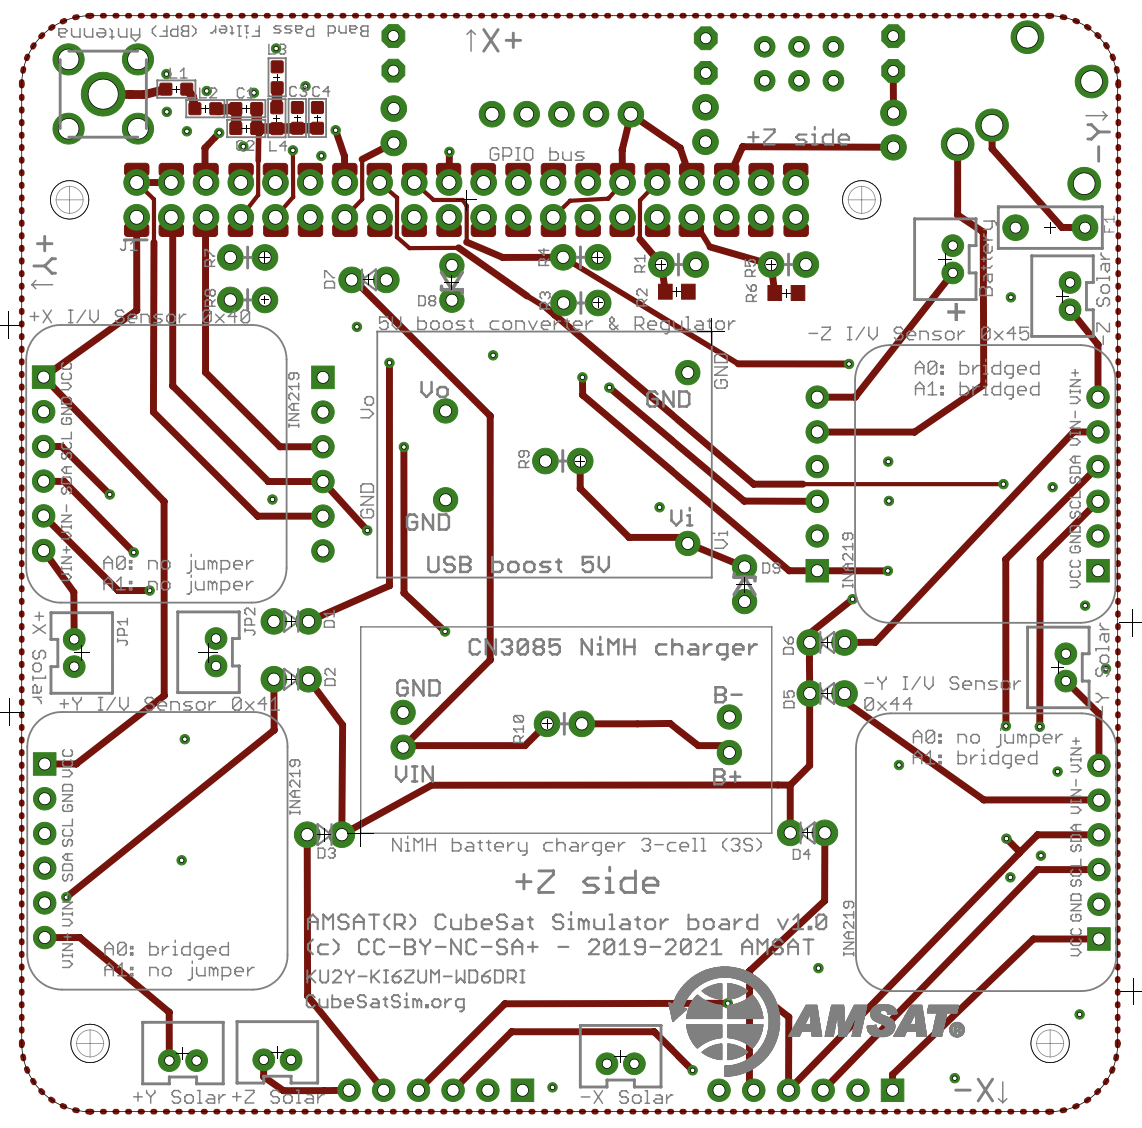 Antenna
Band Pass Filter (BPF)
↑X+
L1
L2
L3
C1
C2
C3
C4
L4
GPIO bus
+Z side
-Y↓
J1
+Y↓
R7
R8
D7
D8
R4
R3
R1
R2
R5
R6
Battery
+
F1
-Z Solar
+X I/V Sensor 0x40
5V boost converter & Regulator
-Z I/V Sensor 0x45
VCC
GND
SCL
SDA
VIN-
VIN+
INA219
A0: no jumper
A1: no jumper
Vo
Vo
GND
GND
GND
GND
R9
Vi
Vi
USB boost 5V
D9
A0: bridged
A1: bridged
VIN+
VIN-
SDA
SCL
GND
VCC
INA219
+X Solar
JP1
JP2
D1
D2
CN3085 NiMH charger
GND
VIN
R10
B-
B+
D6
D5
-Y Solar
+Y I/V Sensor 0x41
-Y I/V Sensor
0x44
VCC
GND
SCL
SDA
VIN-
VIN+
INA219
A0: bridged
A1: no jumper
D3
NiMH battery charger 3-cell (3S)
D4
A0: no jumper
A1: bridged
VIN+
VIN-
SDA
SCL
GND
VCC
INA219
+Z side
AMSAT(R) CubeSat Simulator board v1.0
(c) CC-BY-NC-SA+ - 2019-2021 AMSAT
KU2Y-KI6ZUM-WD6DRI
CubeSatSim.org
AMSAT®
+Y Solar
+Z Solar
-X Solar
-X↓